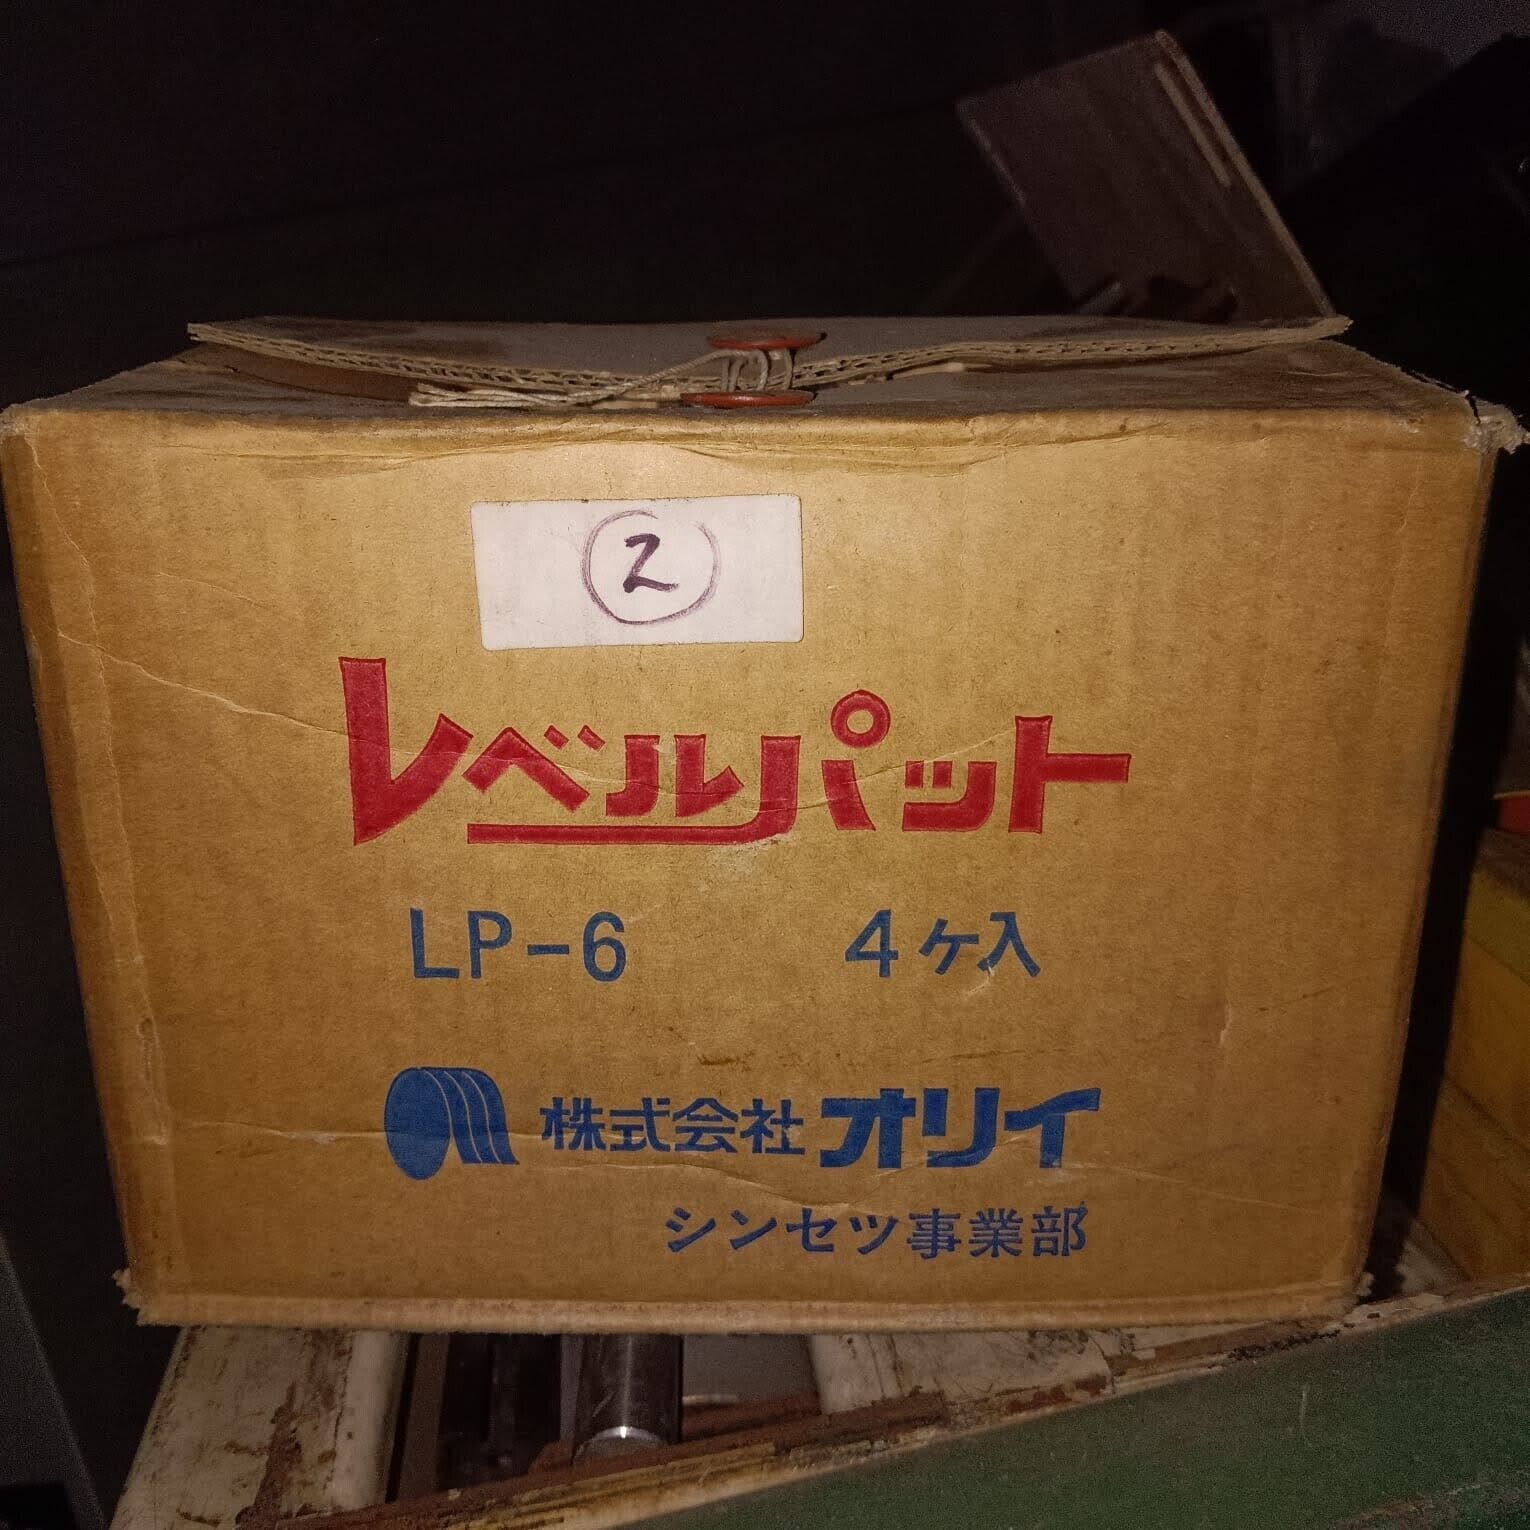 ②
レベルパット
LP-6 4ヶ入
株式会社オリイ
シンセツ事業部